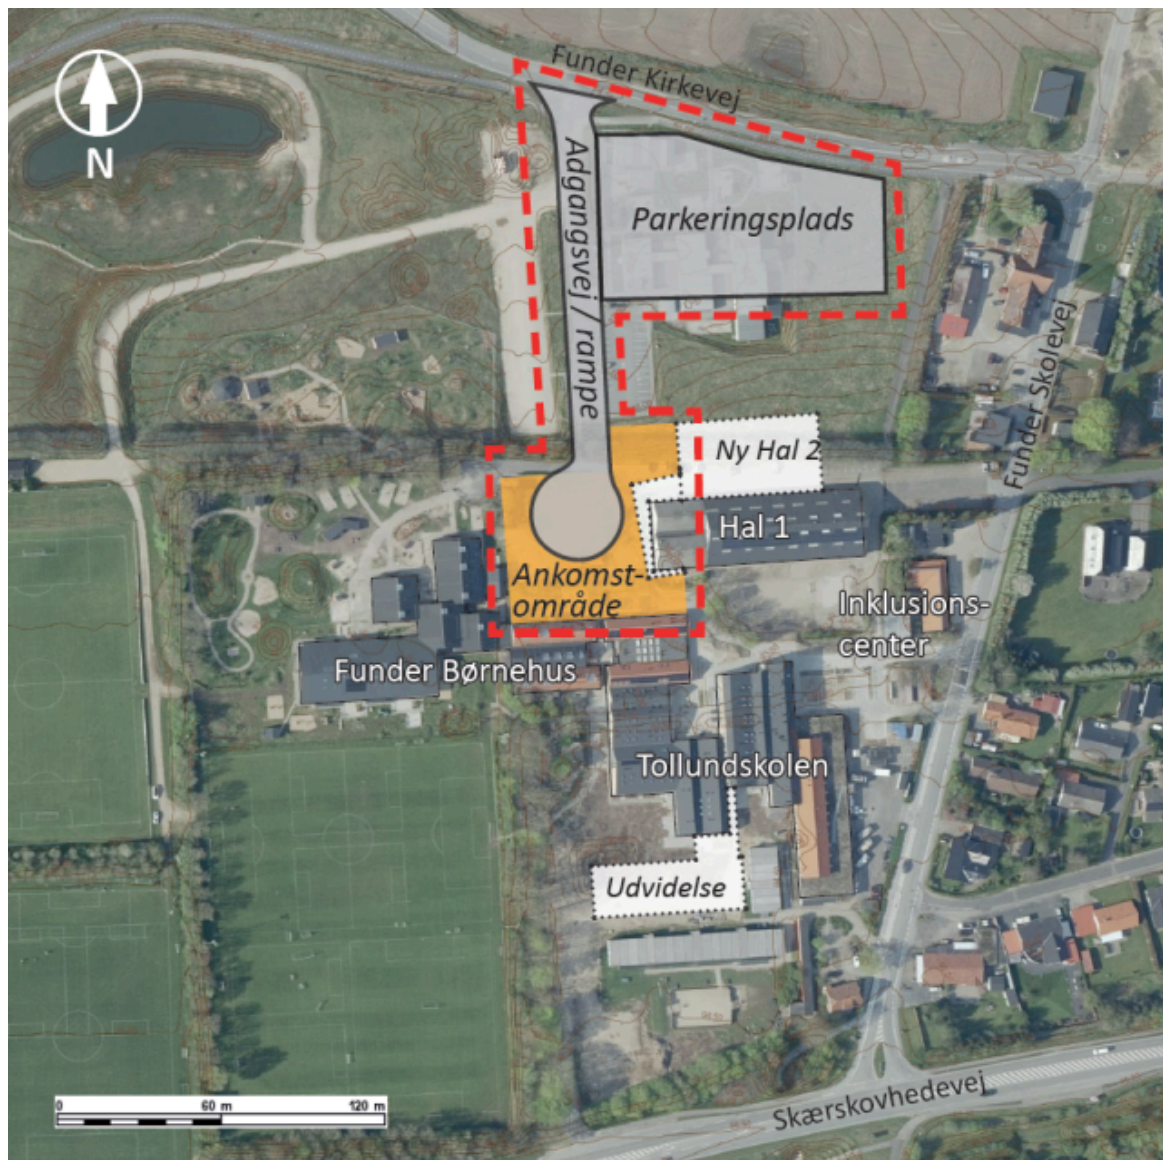 Funder Kirkevej
N
Adgangsvej / rampe
Parkeringsplads
Funder Skolevej
Ny Hal 2
Hal 1
Ankomst-
område
Inklusions-
center
Funder Børnehus
Tollundskolen
Udvidelse
Skærskovhedevej
0 60 m 120 m